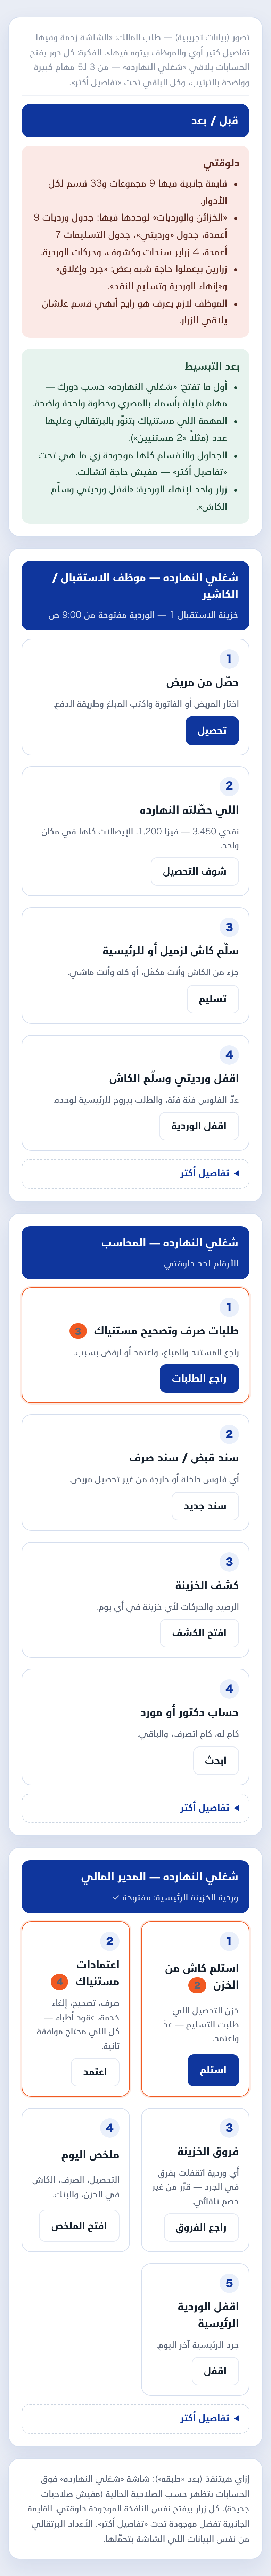 تصور (بيانات تجريبية) — طلب المالك: «الشاشة زحمة وفيها
تفاصيل كتير أوي والموظف بيتوه فيها». الفكرة: كل دور يفتح
الحسابات يلاقي «شغلي النهارده» — من 3 لـ5 مهام كبيرة
وواضحة بالترتيب، وكل الباقي تحت «تفاصيل أكتر».
قبل / بعد
دلوقتي
• قايمة جانبية فيها 9 مجموعات و33 قسم لكل
الأدوار.
• «الخزائن والورديات» لوحدها فيها: جدول ورديات 9
أعمدة، جدول «ورديتي»، جدول التسليمات 7
أعمدة، 4 زراير سندات وكشوف، وحركات الوردية.
• زرارين بيعملوا حاجة شبه بعض: «جرد وإغلاق»
و«إنهاء الوردية وتسليم النقد».
• الموظف لازم يعرف هو رايح أنهي قسم علشان
يلاقي الزرار.
بعد التبسيط
• أول ما تفتح: «شغلي النهارده» حسب دورك —
مهام قليلة بأسماء بالمصري وخطوة واحدة واضحة.
• المهمة اللي مستنياك بتنوّر بالبرتقالي وعليها
عدد (مثلاً «2 مستنيين»).
• الجداول والأقسام كلها موجودة زي ما هي تحت
«تفاصيل أكتر» — مفيش حاجة اتشالت.
• زرار واحد لإنهاء الوردية: «اقفل ورديتي وسلّم
الكاش».
شغلي النهارده — موظف الاستقبال /
الكاشير
خزينة الاستقبال 1 — الوردية مفتوحة من 9:00 ص
1
حصّل من مريض
اختار المريض أو الفاتورة واكتب المبلغ وطريقة الدفع.
تحصيل
2
اللي حصّلته النهارده
نقدي 3,450 — فيزا 1,200. الإيصالات كلها في مكان
واحد.
شوف التحصيل
3
سلّم كاش لزميل أو للرئيسية
جزء من الكاش وأنت مكمّل، أو كله وأنت ماشي.
تسليم
4
اقفل ورديتي وسلّم الكاش
عدّ الفلوس فئة فئة، والطلب بيروح للرئيسية لوحده.
اقفل الوردية
◀ تفاصيل أكتر
شغلي النهارده — المحاسب
الأرقام لحد دلوقتي
1
طلبات صرف وتصحيح مستنياك 3
راجع المستند والمبلغ، واعتمد أو ارفض بسبب.
راجع الطلبات
2
سند قبض / سند صرف
أي فلوس داخلة أو خارجة من غير تحصيل مريض.
سند جديد
3
كشف الخزينة
الرصيد والحركات لأي خزينة في أي يوم.
افتح الكشف
4
حساب دكتور أو مورد
كام له، كام اتصرف، والباقي.
ابحث
◀ تفاصيل أكتر
شغلي النهارده — المدير المالي
وردية الخزينة الرئيسية: مفتوحة ✓
1
استلم كاش من
الخزن 2
خزن التحصيل اللي
طلبت التسليم — عدّ
واعتمد.
استلم
2
اعتمادات
مستنياك 4
صرف، تصحيح، إلغاء
خدمة، عقود أطباء —
كل اللي محتاج موافقة
تانية.
اعتمد
3
فروق الخزينة
أي وردية اتقفلت بفرق
في الجرد — قرّر من غير
خصم تلقائي.
راجع الفروق
4
ملخص اليوم
التحصيل، الصرف، الكاش
في الخزن، والبنك.
افتح الملخص
5
اقفل الوردية
الرئيسية
جرد الرئيسية آخر اليوم.
اقفل
◀ تفاصيل أكتر
إزاي هيتنفذ (بعد «طبقه»): شاشة «شغلي النهارده» فوق
الحسابات، بتظهر حسب الصلاحية الحالية (مفيش صلاحيات
جديدة). كل زرار بيفتح نفس النافذة الموجودة دلوقتي. القايمة
الجانبية تفضل موجودة تحت «تفاصيل أكتر». الأعداد البرتقالي
من نفس البيانات اللي الشاشة بتحمّلها.